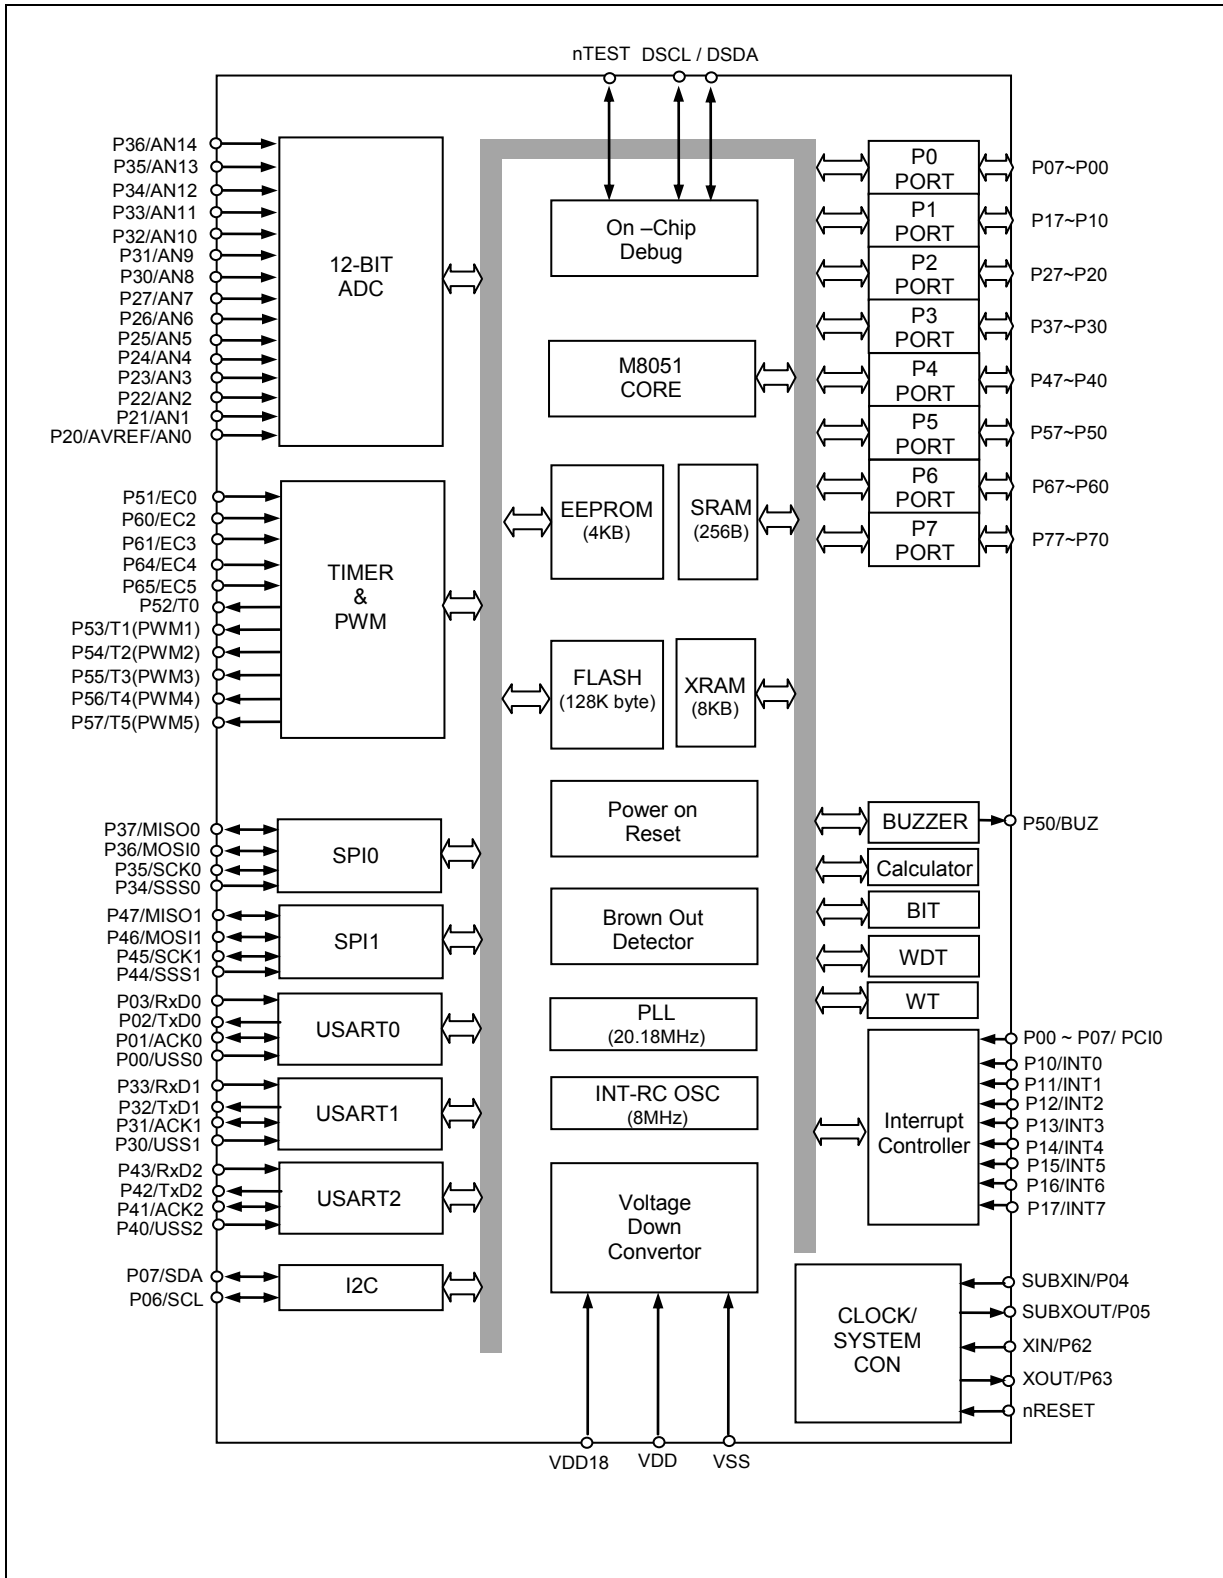 nTEST DSCL / DSDA
P36/AN14
P35/AN13
P34/AN12
P33/AN11
P32/AN10
P31/AN9
P30/AN8
P27/AN7
P26/AN6
P25/AN5
P24/AN4
P23/AN3
P22/AN2
P21/AN1
P20/AVREF/AN0
12-BIT
ADC
P51/EC0
P60/EC2
P61/EC3
P64/EC4
P65/EC5
P52/T0
P53/T1(PWM1)
P54/T2(PWM2)
P55/T3(PWM3)
P56/T4(PWM4)
P57/T5(PWM5)
TIMER
&
PWM
P37/MISO0
P36/MOSI0
P35/SCK0
P34/SSS0
SPI0
P47/MISO1
P46/MOSI1
P45/SCK1
P44/SSS1
SPI1
P03/RxD0
P02/TxD0
P01/ACK0
P00/USS0
USART0
P33/RxD1
P32/TxD1
P31/ACK1
P30/USS1
USART1
P43/RxD2
P42/TxD2
P41/ACK2
P40/USS2
USART2
P07/SDA
P06/SCL
I2C
On –Chip
Debug
M8051
CORE
EEPROM
(4KB)
SRAM
(256B)
FLASH
(128K byte)
XRAM
(8KB)
Power on
Reset
Brown Out
Detector
PLL
(20.18MHz)
INT-RC OSC
(8MHz)
Voltage
Down
Convertor
VDD18
VDD
VSS
P0
PORT
P07~P00
P1
PORT
P17~P10
P2
PORT
P27~P20
P3
PORT
P37~P30
P4
PORT
P47~P40
P5
PORT
P57~P50
P6
PORT
P67~P60
P7
PORT
P77~P70
BUZZER
P50/BUZ
Calculator
BIT
WDT
WT
Interrupt
Controller
P00 ~ P07/ PCI0
P10/INT0
P11/INT1
P12/INT2
P13/INT3
P14/INT4
P15/INT5
P16/INT6
P17/INT7
CLOCK/
SYSTEM
CON
SUBXIN/P04
SUBXOUT/P05
XIN/P62
XOUT/P63
nRESET